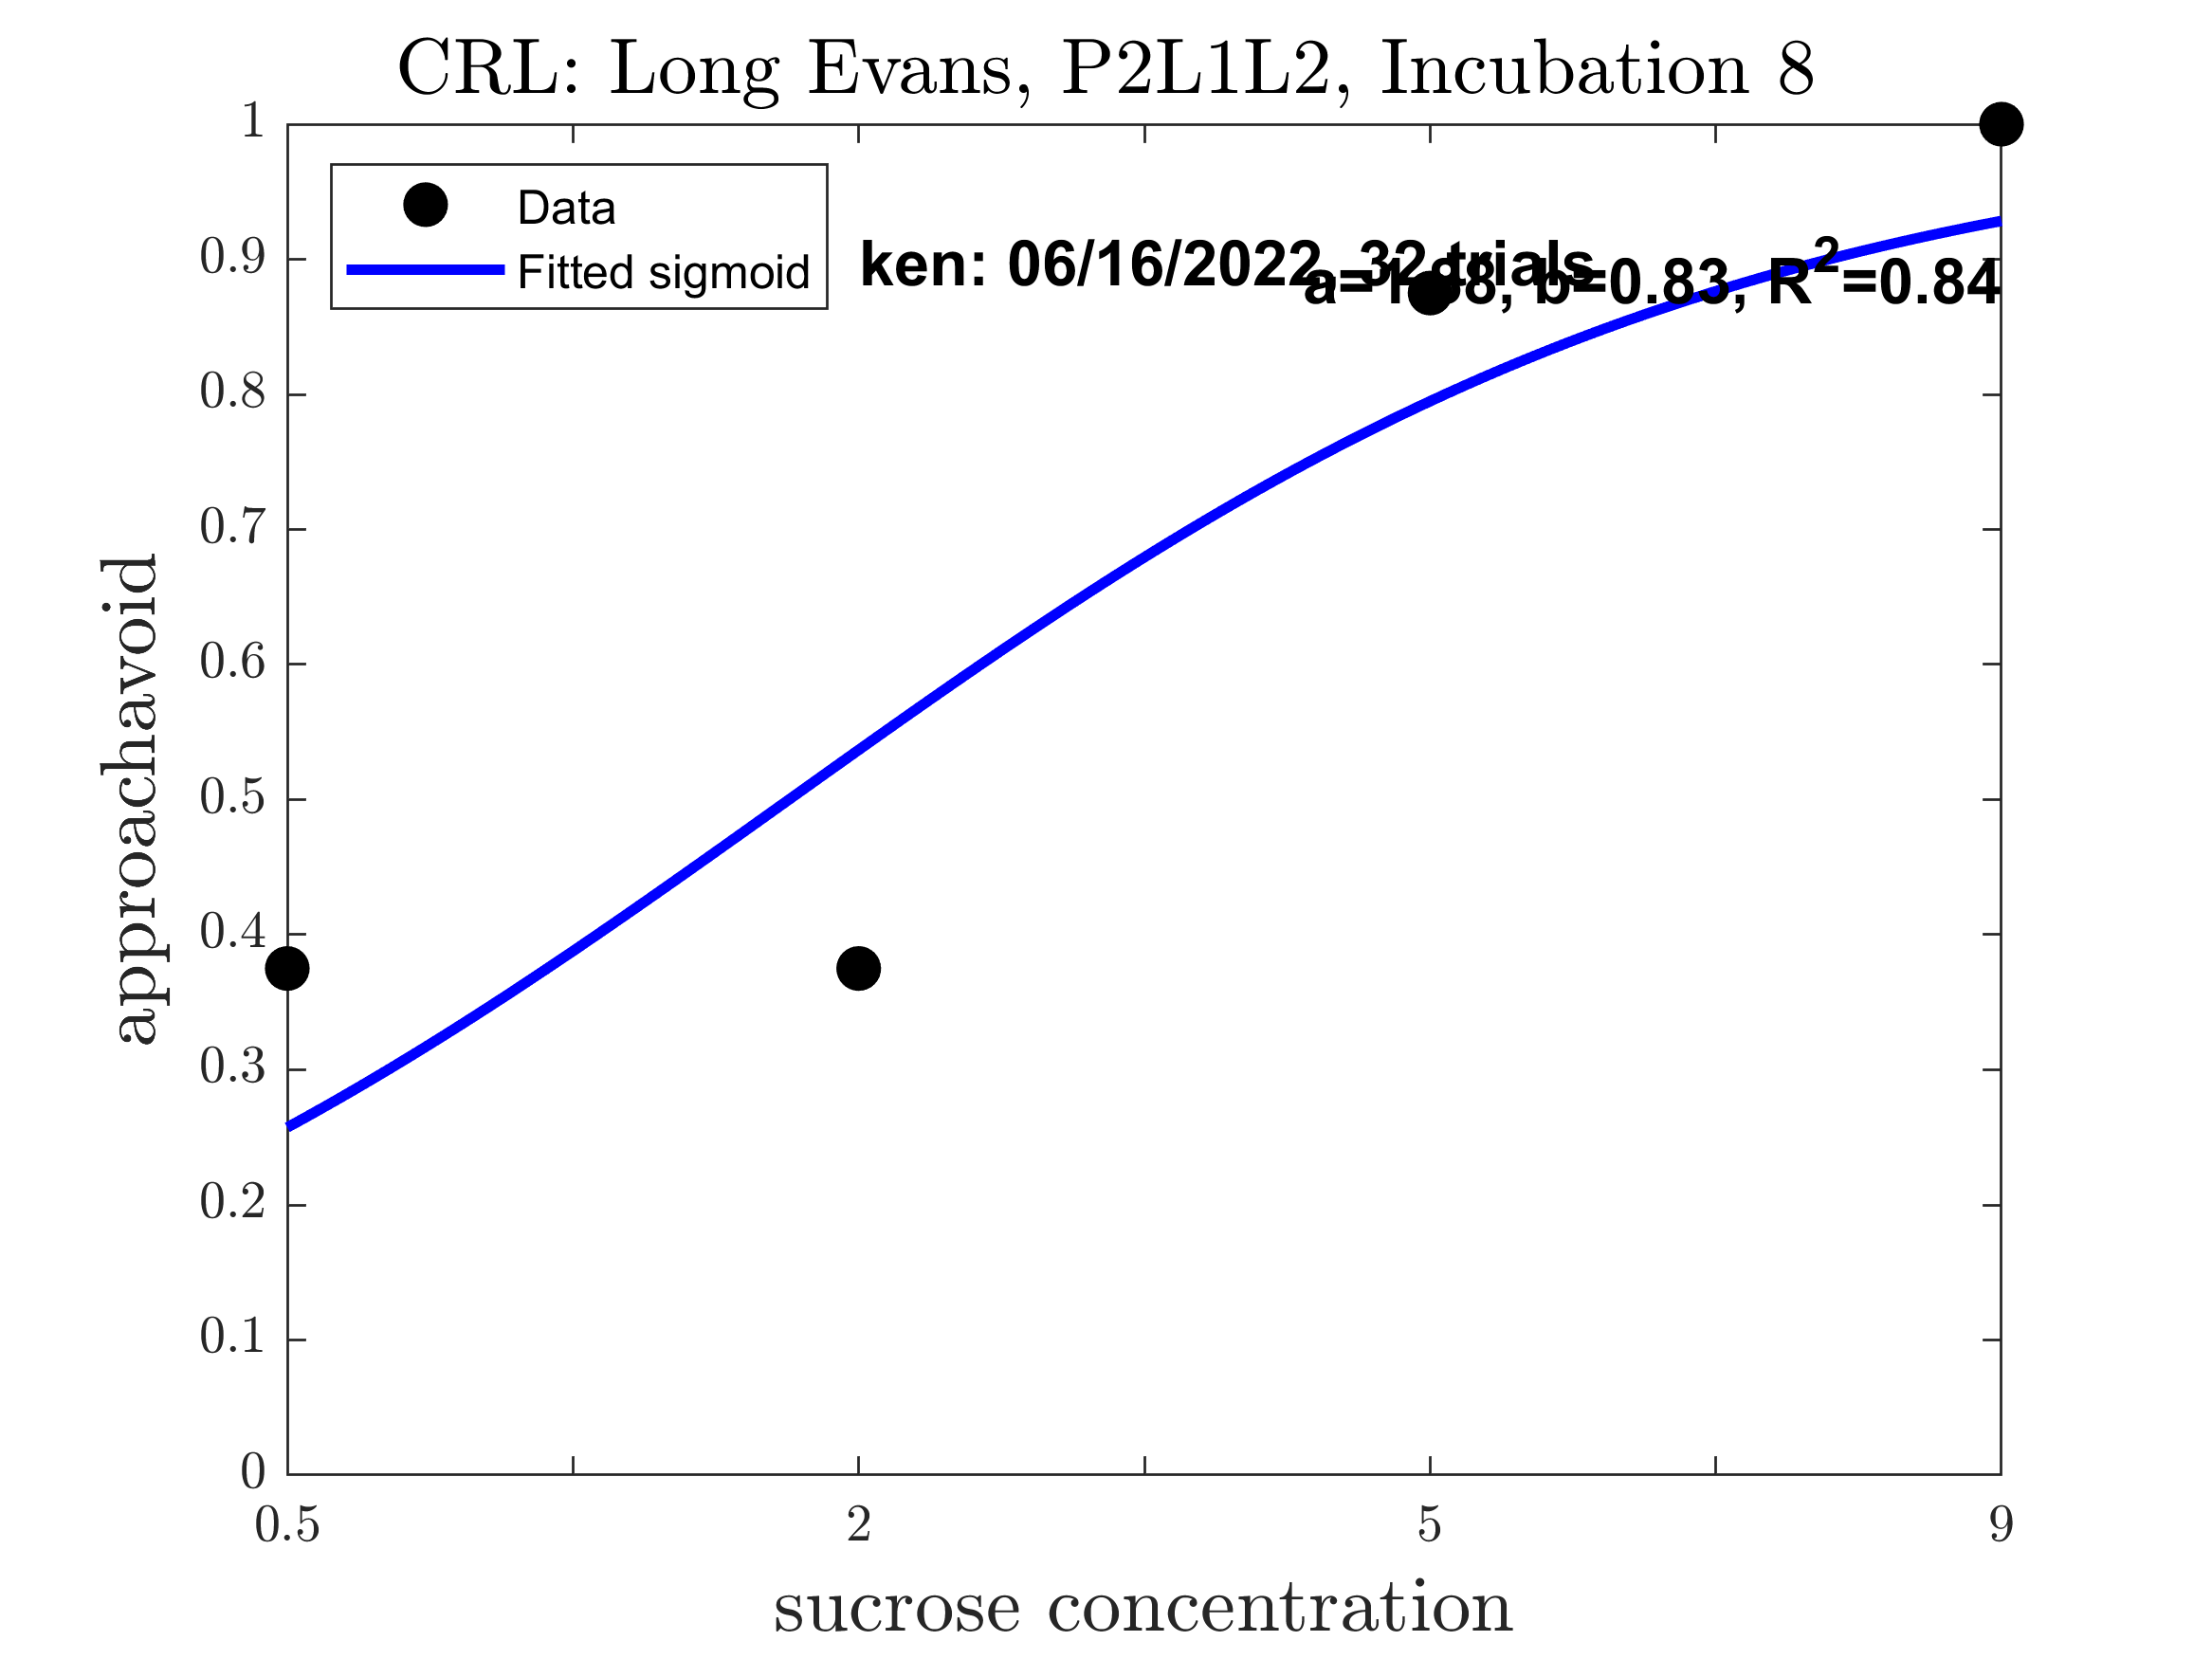 CRL: Long Evans, P2L1L2, Incubation 8
1
0.9
0.8
0.7
0.6
0.5
0.4
0.3
0.2
0.1
0
Data
Fitted sigmoid
ken: 06/16/2022, 32 trials
b=0.83, R²=0.84
approachavoid
0.5 2 5 9
sucrose concentration